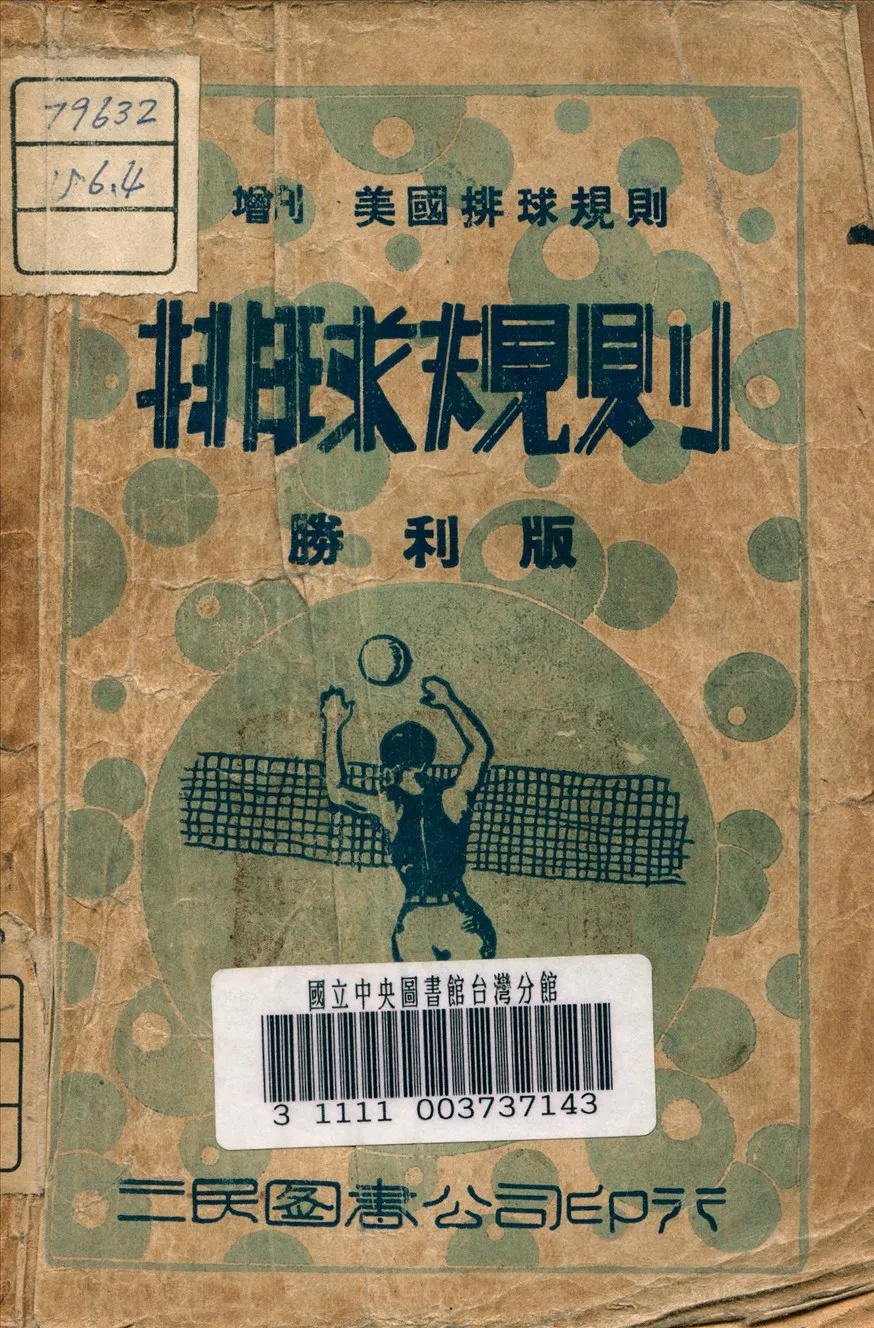 79632
156.4
增刊 美國排球規則
排球規則
勝利版
國立中央圖書館台灣分館
3 1111 003737143
三民图書公司印行